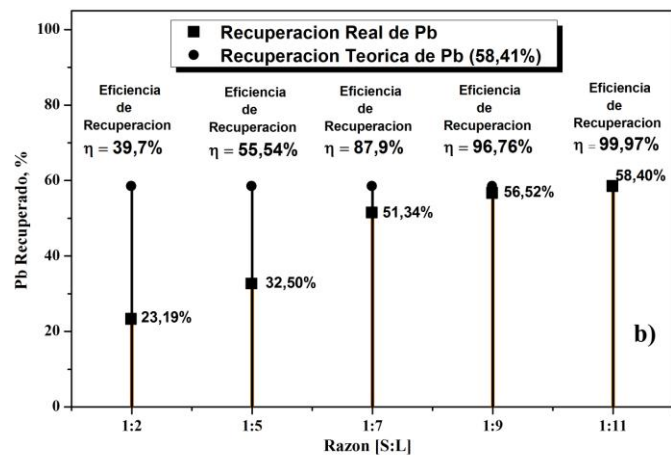 Recuperacion Real de Pb
Recuperacion Teorica de Pb (58,41%)
Eficiencia
de
Recuperacion
η = 39,7%
Eficiencia
de
Recuperacion
η = 55,54%
Eficiencia
de
Recuperacion
η = 87,9%
Eficiencia
de
Recuperacion
η = 96,76%
Eficiencia
de
Recuperacion
η = 99,97%
100
80
60
40
20
0
Pb Recuperado, %
23,19%
32,50%
51,34%
56,52%
58,40%
b)
1:2
1:5
1:7
1:9
1:11
Razon [S:L]